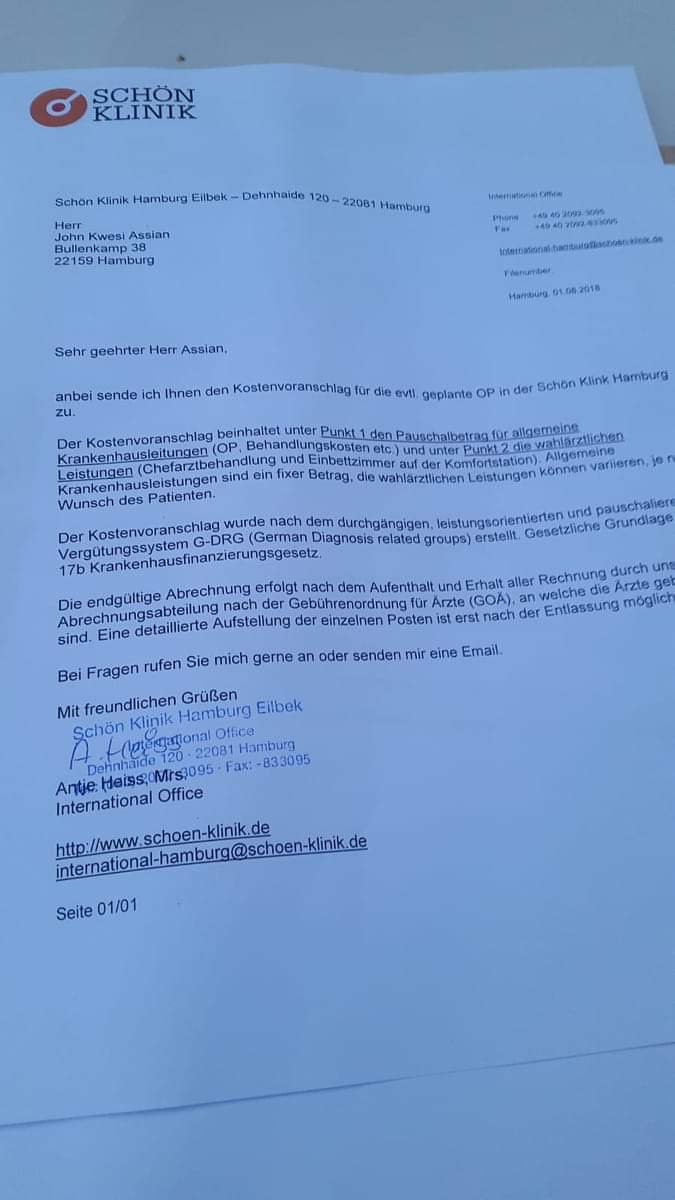 SCHÖN
KLINIK
Schön Klinik Hamburg Eilbek – Dehnhaide 120 – 22081 Hamburg
Herr
John Kwesi Assian
Bullenkamp 38
22159 Hamburg
International Office
Phone +49 40 2092-3095
Fax +49 40 2092-833095
International-hamburg@schoen-klinik.de
Filenumber
Hamburg, 01.08.2018
Sehr geehrter Herr Assian,
anbei sende ich Ihnen den Kostenvoranschlag für die evtl. geplante OP in der Schön Klink Hamburg
zu.
Der Kostenvoranschlag beinhaltet unter Punkt 1 den Pauschalbetrag für allgemeine
Krankenhausleitungen (OP, Behandlungskosten etc.) und unter Punkt 2 die wahlärztlichen
Leistungen (Chefarztbehandlung und Einbettzimmer auf der Komfortstation). Allgemeine
Krankenhausleistungen sind ein fixer Betrag, die wahlärztlichen Leistungen können variieren, je
Wunsch des Patienten.
Der Kostenvoranschlag wurde nach dem durchgängigen, leistungsorientierten und pauschaliere
Vergütungssystem G-DRG (German Diagnosis related groups) erstellt. Gesetzliche Grundlage
17b Krankenhausfinanzierungsgesetz.
Die endgültige Abrechnung erfolgt nach dem Aufenthalt und Erhalt aller Rechnung durch uns
Abrechnungsabteilung nach der Gebührenordnung für Ärzte (GOÄ), an welche die Ärzte geb
sind. Eine detaillierte Aufstellung der einzelnen Posten ist erst nach der Entlassung möglich
Bei Fragen rufen Sie mich gerne an oder senden mir eine Email.
Mit freundlichen Grüßen
Schön Klinik Hamburg Eilbek
International Office
Dehnhaide 120 · 22081 Hamburg
3095 · Fax: -833095
Antje Heiss, Mrs.
International Office
http://www.schoen-klinik.de
international-hamburg@schoen-klinik.de
Seite 01/01